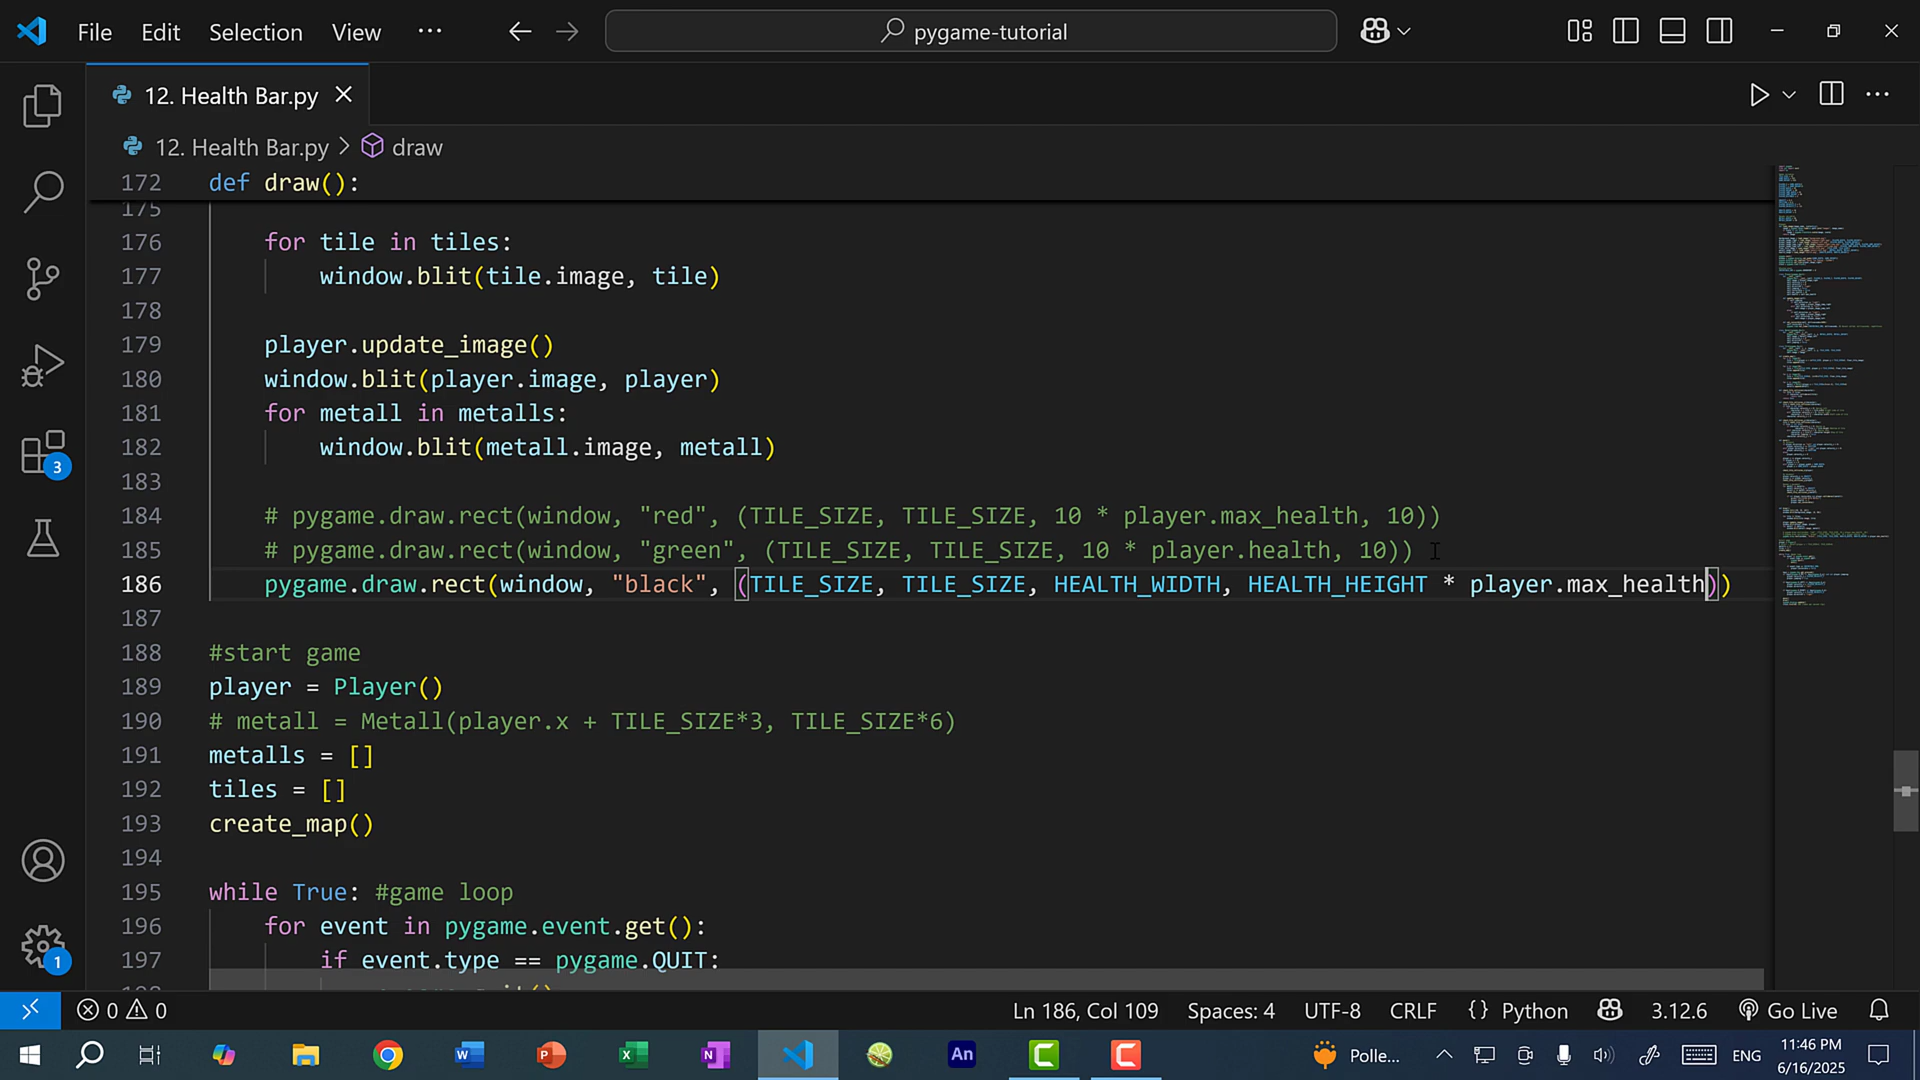 File Edit Selection View ··· pygame-tutorial
12. Health Bar.py
12. Health Bar.py > draw
172 def draw():
175
176 for tile in tiles:
177 window.blit(tile.image, tile)
178
179 player.update_image()
180 window.blit(player.image, player)
181 for metall in metalls:
182 window.blit(metall.image, metall)
183
184 # pygame.draw.rect(window, "red", (TILE_SIZE, TILE_SIZE, 10 * player.max_health, 10))
185 # pygame.draw.rect(window, "green", (TILE_SIZE, TILE_SIZE, 10 * player.health, 10))
186 pygame.draw.rect(window, "black", (TILE_SIZE, TILE_SIZE, HEALTH_WIDTH, HEALTH_HEIGHT * player.max_health))
187
188 #start game
189 player = Player()
190 # metall = Metall(player.x + TILE_SIZE*3, TILE_SIZE*6)
191 metalls = []
192 tiles = []
193 create_map()
194
195 while True: #game loop
196 for event in pygame.event.get():
197 if event.type == pygame.QUIT:
3
1
0 0 Ln 186, Col 109 Spaces: 4 UTF-8 CRLF {} Python 3.12.6 Go Live
Polle... ENG 11:46 PM
6/16/2025